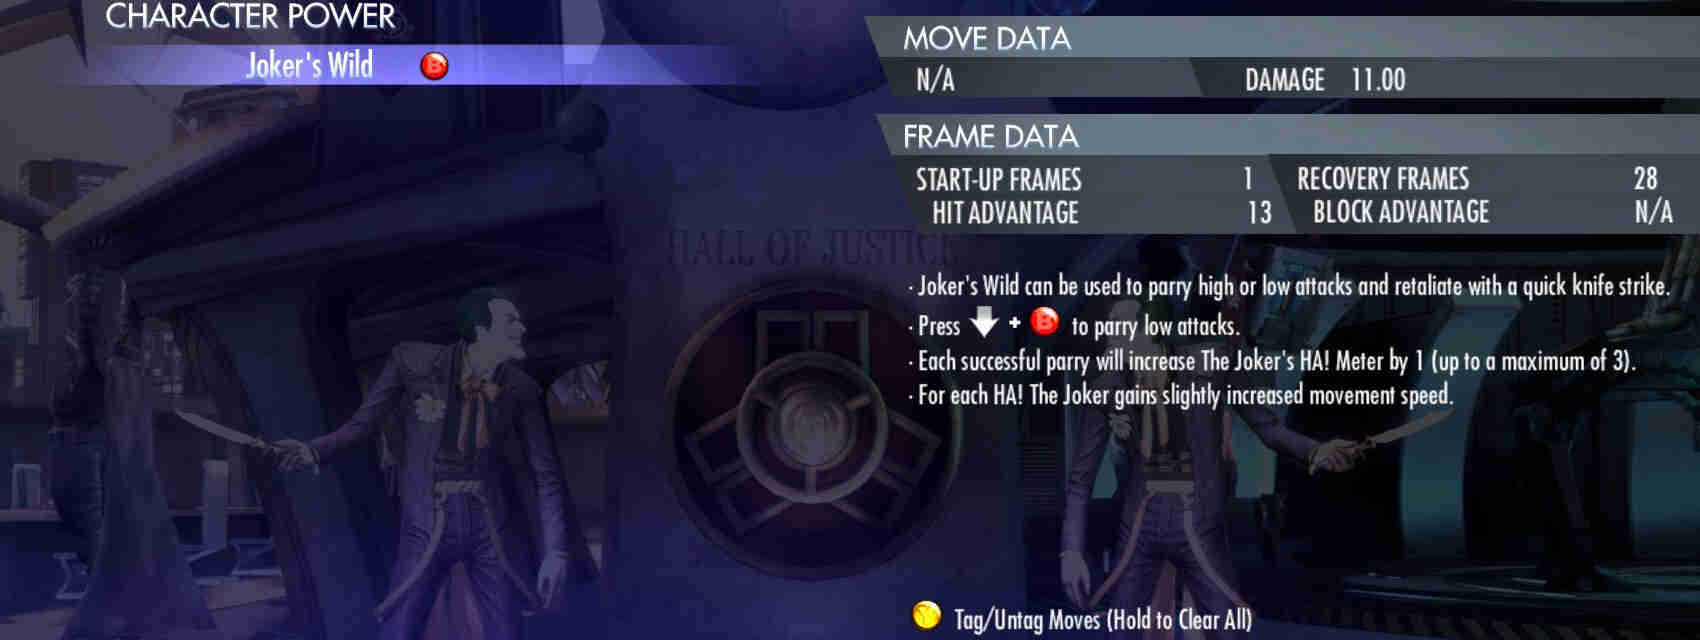 CHARACTER POWER
Joker's Wild B
MOVE DATA
N/A DAMAGE 11.00
FRAME DATA
START-UP FRAMES 1 RECOVERY FRAMES 28
HIT ADVANTAGE 13 BLOCK ADVANTAGE N/A
HALL OF JUSTICE
· Joker's Wild can be used to parry high or low attacks and retaliate with a quick knife strike.
· Press + B to parry low attacks.
· Each successful parry will increase The Joker's HA! Meter by 1 (up to a maximum of 3).
· For each HA! The Joker gains slightly increased movement speed.
Y Tag/Untag Moves (Hold to Clear All)